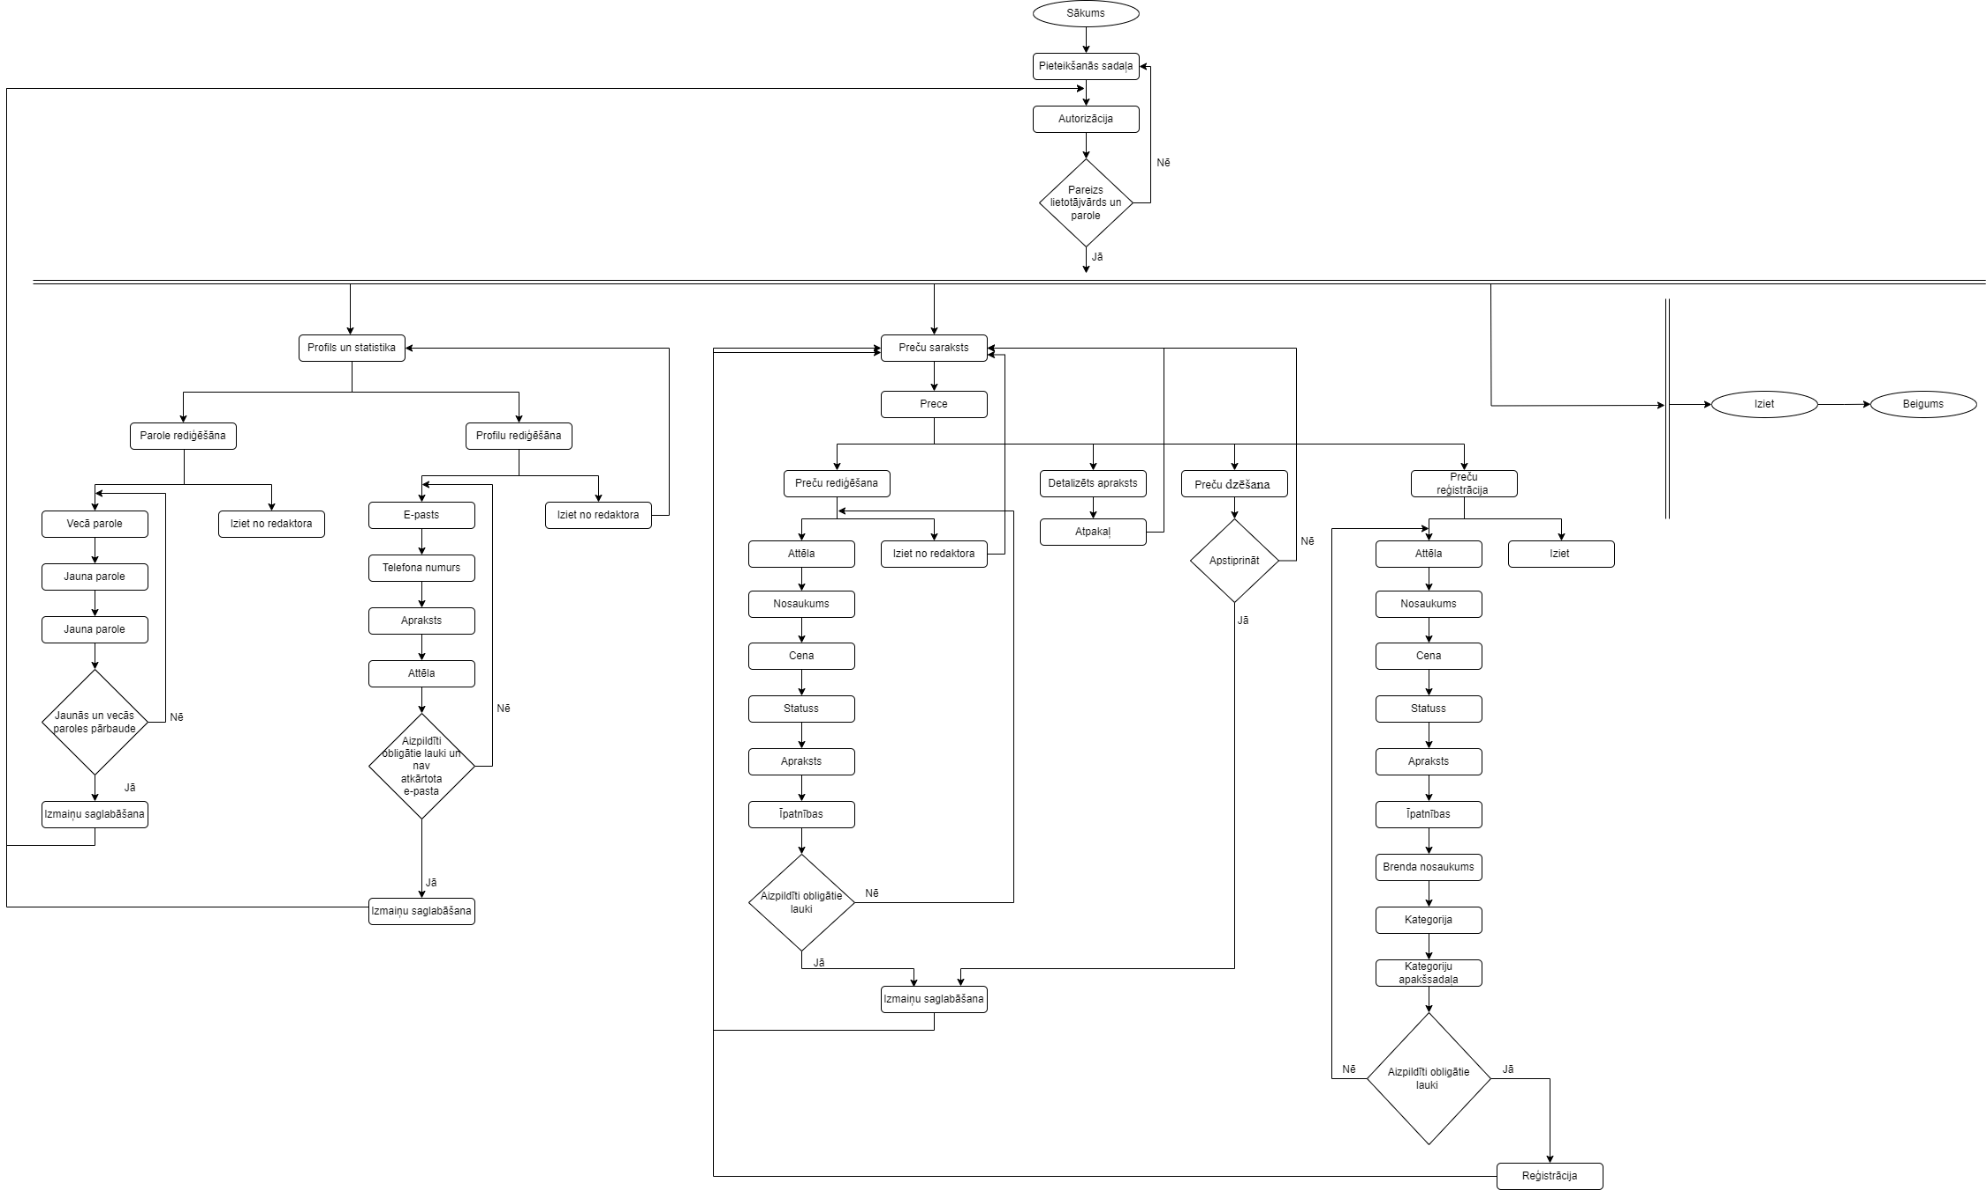 Sākums
Pieteikšanās sadaļa
Autorizācija
Nē
Pareizs
lietotājvārds un
parole
Jā
Profils un statistika
Preču saraksts
Prece
Iziet
Beigums
Parole rediģēšāna
Profilu rediģēšāna
Preču rediģēšana
Detalizēts apraksts
Preču dzēšana
Preču
reģistrācija
Vecā parole
Iziet no redaktora
E-pasts
Iziet no redaktora
Atpakaļ
Nē
Attēla
Iziet no redaktora
Apstiprināt
Attēla
Iziet
Jauna parole
Telefona numurs
Nosaukums
Nosaukums
Jauna parole
Apraksts
Jā
Cena
Cena
Attēla
Nē
Statuss
Statuss
Jaunās un vecās
paroles pārbaude
Nē
Aizpildīti
obligātie lauki un
nav
atkārtota
e-pasta
Apraksts
Apraksts
Jā
Izmaiņu saglabāšana
Īpatnības
Īpatnības
Brenda nosaukums
Jā
Aizpildīti obligātie
lauki
Nē
Izmaiņu saglabāšana
Kategorija
Jā
Kategoriju
apakšsadaļa
Izmaiņu saglabāšana
Nē
Aizpildīti obligātie
lauki
Jā
Reģistrācija